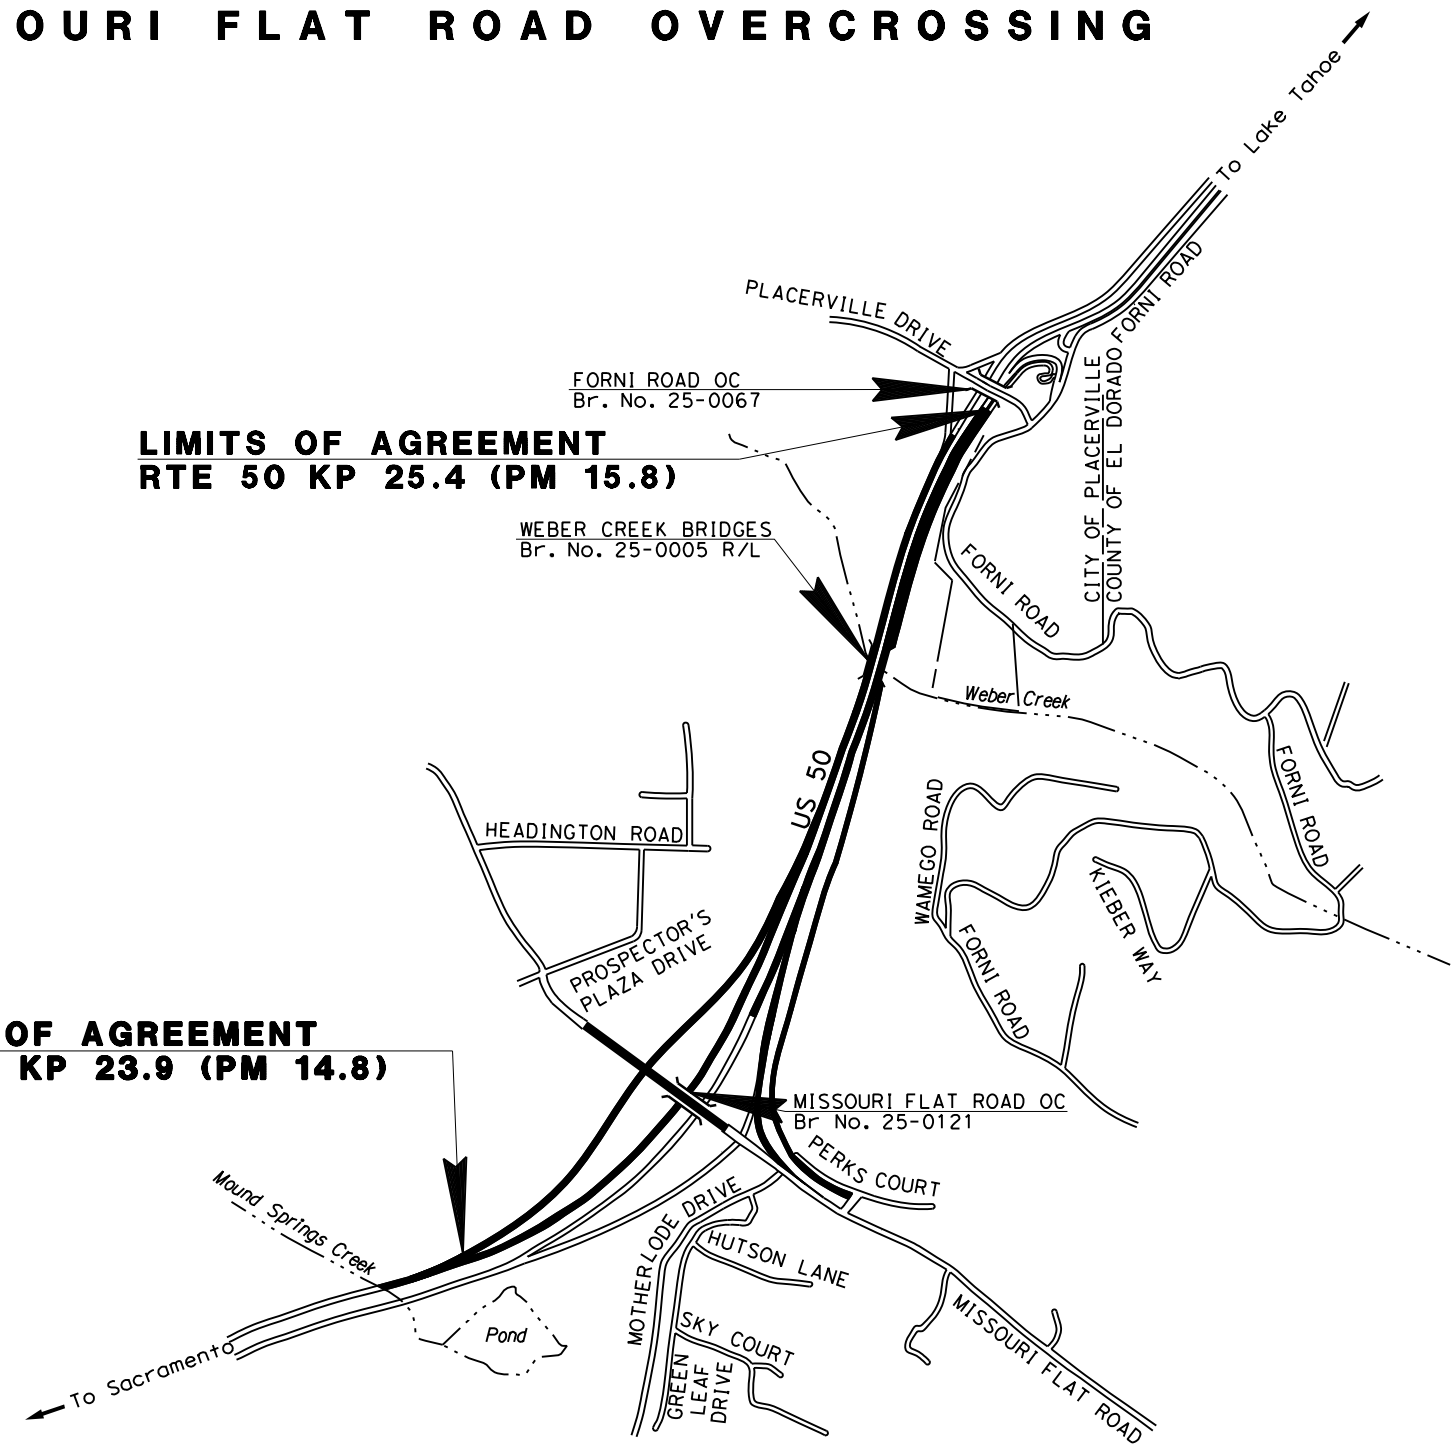 OURI FLAT ROAD OVERCROSSING
To Lake Tahoe
FORNI ROAD
PLACERVILLE DRIVE
FORNI ROAD OC
Br. No. 25-0067
CITY OF PLACERVILLE
COUNTY OF EL DORADO
LIMITS OF AGREEMENT
RTE 50 KP 25.4 (PM 15.8)
WEBER CREEK BRIDGES
Br. No. 25-0005 R/L
FORNI ROAD
Weber Creek
US 50
HEADINGTON ROAD
WAMEGO ROAD
FORNI ROAD
KIEBER WAY
PROSPECTOR'S
PLAZA DRIVE
FORNI ROAD
OF AGREEMENT
KP 23.9 (PM 14.8)
MISSOURI FLAT ROAD OC
Br No. 25-0121
PERKS COURT
Mound Springs Creek
MOTHERLODE DRIVE
HUTSON LANE
SKY COURT
GREEN
LEAF
DRIVE
MISSOURI FLAT ROAD
Pond
To Sacramento